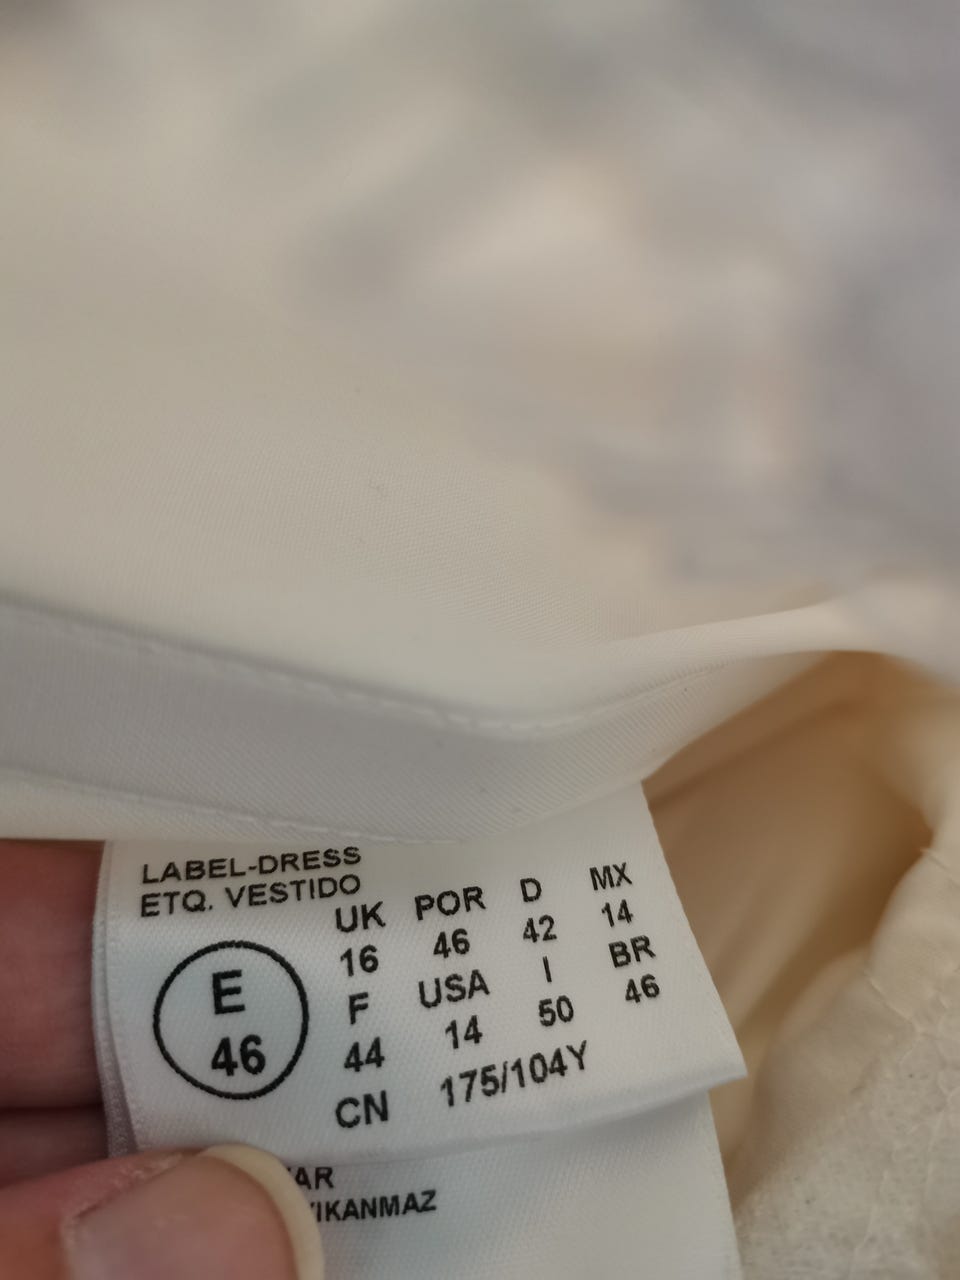 LABEL-DRESS
ETQ. VESTIDO
UK POR D MX
16 46 42 14
E
46
F USA I BR
44 14 50 46
CN 175/104Y